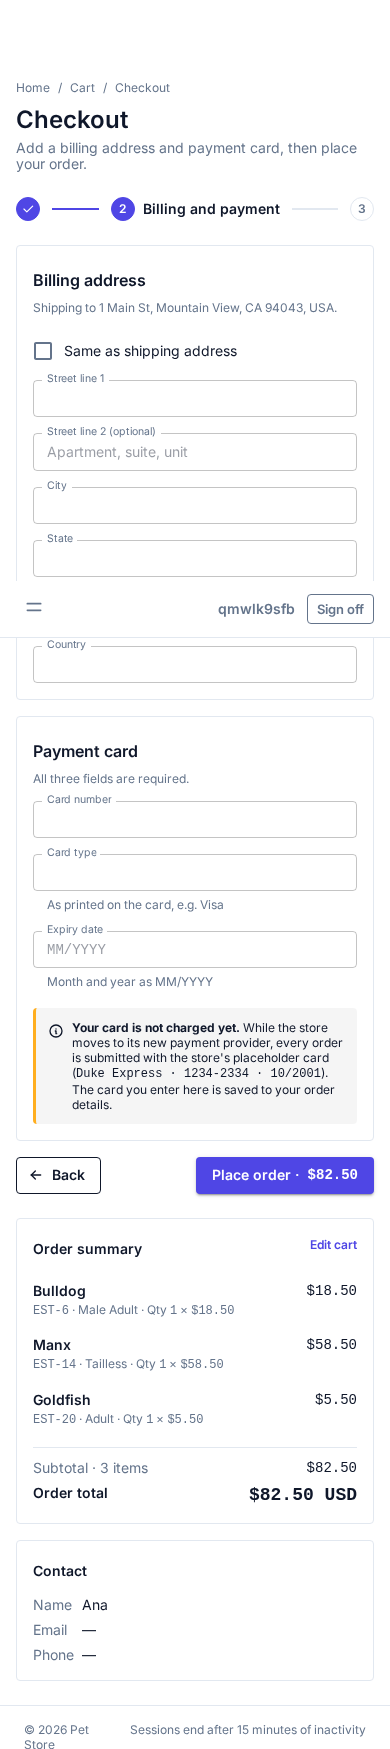 Home / Cart / Checkout
Checkout
Add a billing address and payment card, then place
your order.
2 Billing and payment 3
Billing address
Shipping to 1 Main St, Mountain View, CA 94043, USA.
Same as shipping address
Street line 1
Street line 2 (optional)
Apartment, suite, unit
City
State
qmwlk9sfb Sign off
Country
Payment card
All three fields are required.
Card number
Card type
As printed on the card, e.g. Visa
Expiry date
MM/YYYY
Month and year as MM/YYYY
Your card is not charged yet. While the store
moves to its new payment provider, every order
is submitted with the store's placeholder card
(Duke Express · 1234-2334 · 10/2001).
The card you enter here is saved to your order
details.
← Back Place order · $82.50
Order summary Edit cart
Bulldog $18.50
EST-6 · Male Adult · Qty 1 × $18.50
Manx $58.50
EST-14 · Tailless · Qty 1 × $58.50
Goldfish $5.50
EST-20 · Adult · Qty 1 × $5.50
Subtotal · 3 items $82.50
Order total $82.50 USD
Contact
Name Ana
Email —
Phone —
© 2026 Pet Sessions end after 15 minutes of inactivity
Store